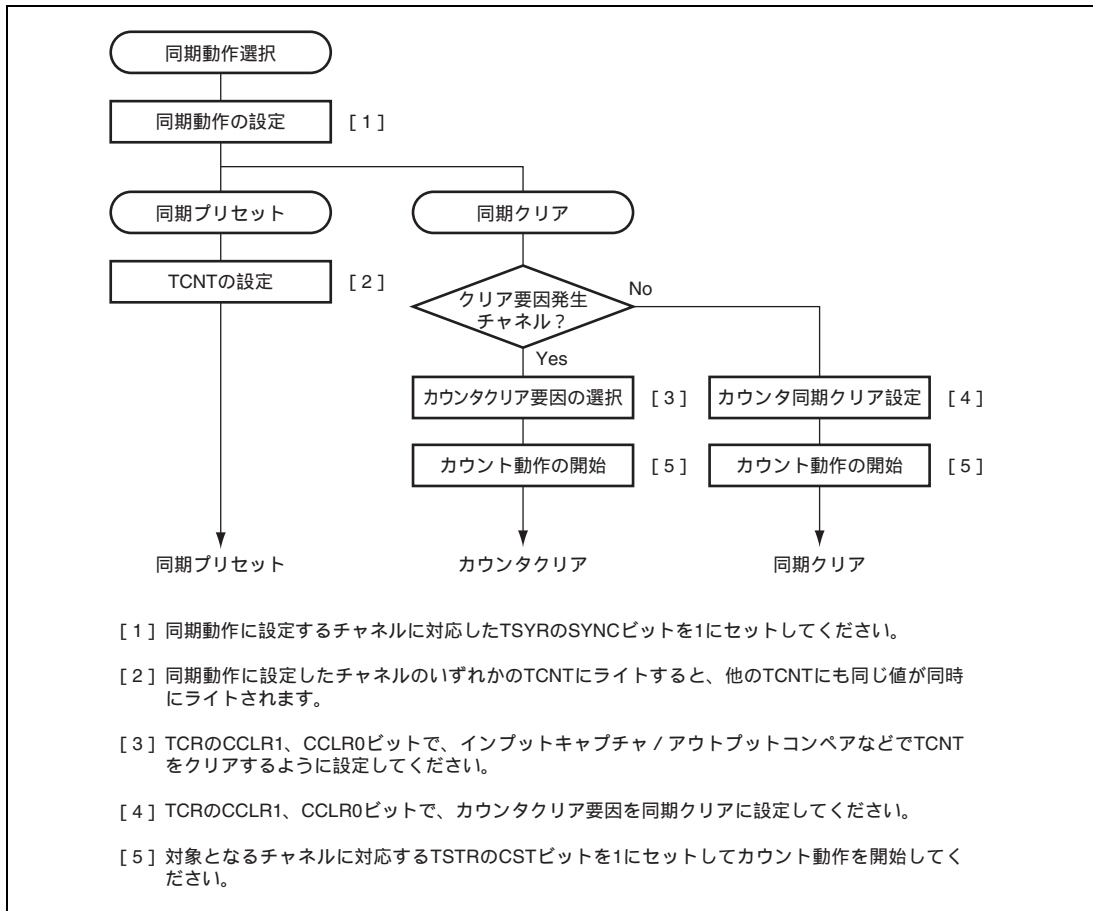 同期動作選択
同期動作の設定 [1]
同期プリセット
同期クリア
TCNTの設定 [2]
クリア要因発生
チャネル？
No
Yes
カウンタクリア要因の選択 [3]
カウンタ同期クリア設定 [4]
カウント動作の開始 [5]
カウント動作の開始 [5]
同期プリセット
カウンタクリア
同期クリア
[1] 同期動作に設定するチャネルに対応したTSYRのSYNCビットを1にセットしてください。
[2] 同期動作に設定したチャネルのいずれかのTCNTにライトすると、他のTCNTにも同じ値が同時
にライトされます。
[3] TCRのCCLR1、CCLR0ビットで、インプットキャプチャ / アウトプットコンペアなどでTCNT
をクリアするように設定してください。
[4] TCRのCCLR1、CCLR0ビットで、カウンタクリア要因を同期クリアに設定してください。
[5] 対象となるチャネルに対応するTSTRのCSTビットを1にセットしてカウント動作を開始してく
ださい。